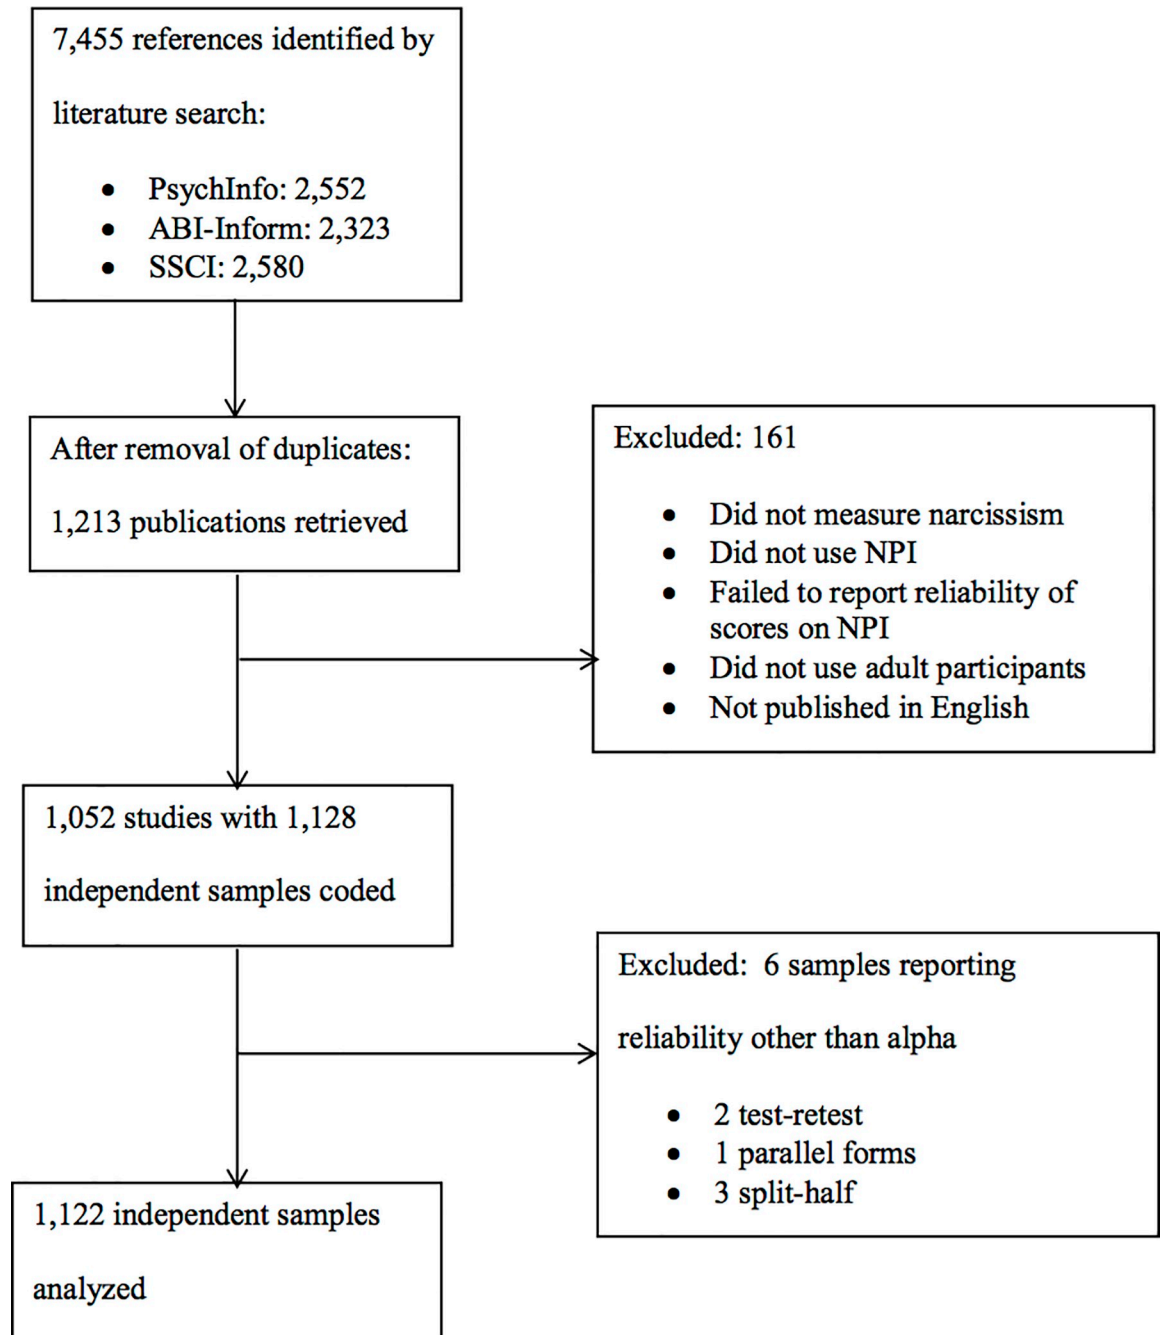 7,455 references identified by
literature search:
• PsychInfo: 2,552
• ABI-Inform: 2,323
• SSCI: 2,580
After removal of duplicates:
1,213 publications retrieved
Excluded: 161
• Did not measure narcissism
• Did not use NPI
• Failed to report reliability of
scores on NPI
• Did not use adult participants
• Not published in English
1,052 studies with 1,128
independent samples coded
Excluded: 6 samples reporting
reliability other than alpha
• 2 test-retest
• 1 parallel forms
• 3 split-half
1,122 independent samples
analyzed